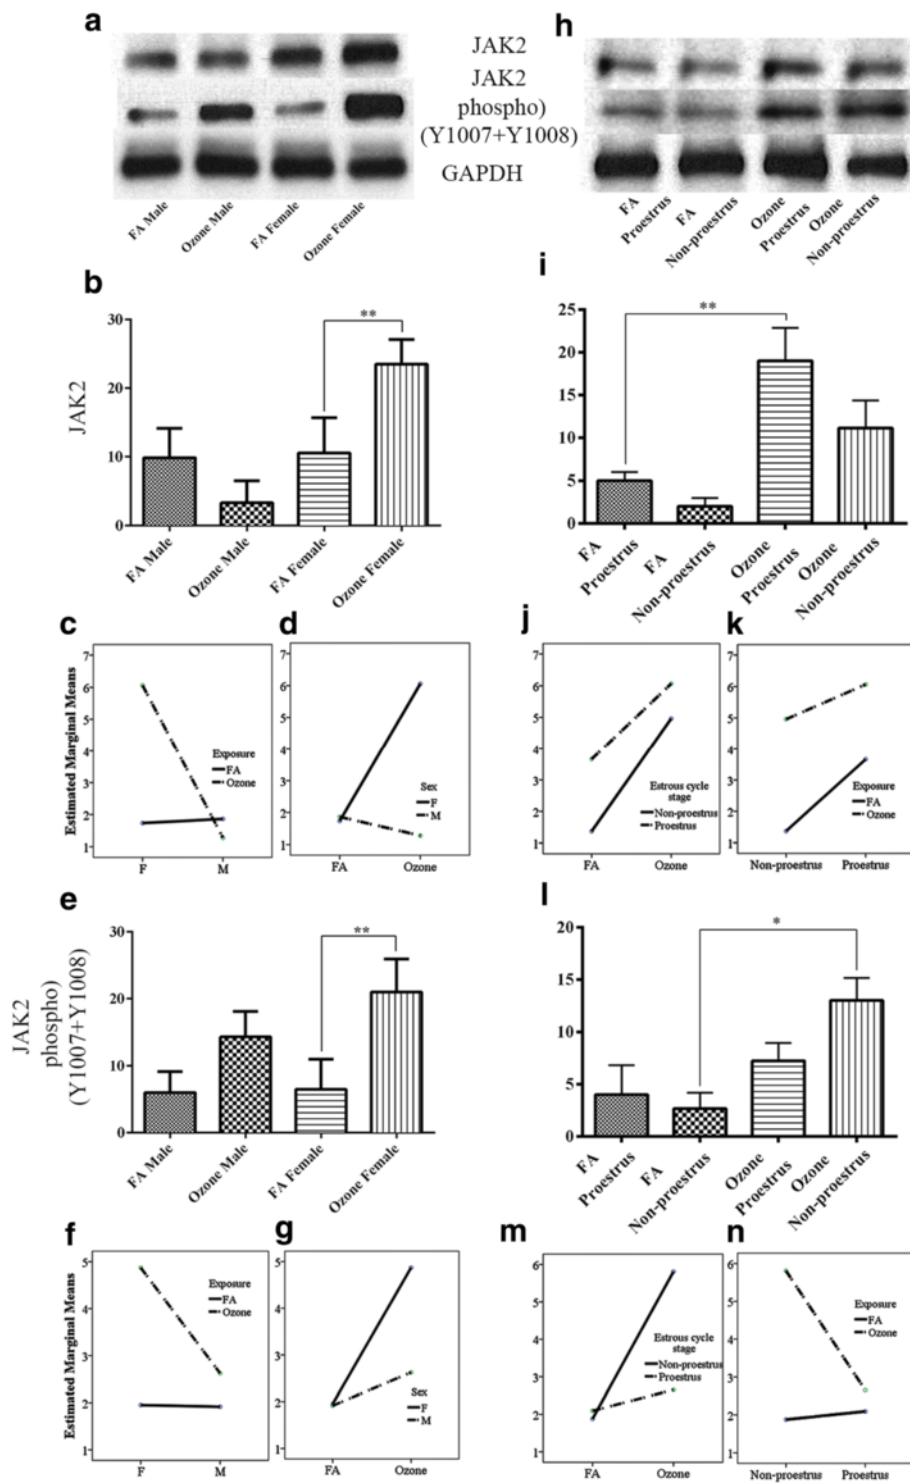 a
JAK2
JAK2
phospho)
(Y1007+Y1008)
GAPDH
FA Male
Ozone Male
FA Female
Ozone Female
h
FA
Proestrus
FA
Non-proestrus
Ozone
Proestrus
Ozone
Non-proestrus
b
JAK2
30
20
10
0
**
FA Male
Ozone Male
FA Female
Ozone Female
i
25
20
15
10
5
0
**
FA
Proestrus
FA
Non-proestrus
Ozone
Proestrus
Ozone
Non-proestrus
c
Estimated Marginal Means
7
6
5
4
3
2
1
Exposure
FA
Ozone
F
M
d
7
6
5
4
3
2
1
Sex
F
M
FA
Ozone
j
7
6
5
4
3
2
1
Estrous cycle
stage
Non-proestrus
Proestrus
FA
Ozone
k
7
6
5
4
3
2
1
Exposure
FA
Ozone
Non-proestrus
Proestrus
e
JAK2
phospho)
(Y1007+Y1008)
30
20
10
0
**
FA Male
Ozone Male
FA Female
Ozone Female
l
20
15
10
5
0
*
FA
Proestrus
FA
Non-proestrus
Ozone
Proestrus
Ozone
Non-proestrus
f
Estimated Marginal Means
5
4
3
2
1
Exposure
FA
Ozone
F
M
g
5
4
3
2
1
Sex
F
M
FA
Ozone
m
6
5
4
3
2
1
Estrous cycle
stage
Non-proestrus
Proestrus
FA
Ozone
n
6
5
4
3
2
1
Exposure
FA
Ozone
Non-proestrus
Proestrus